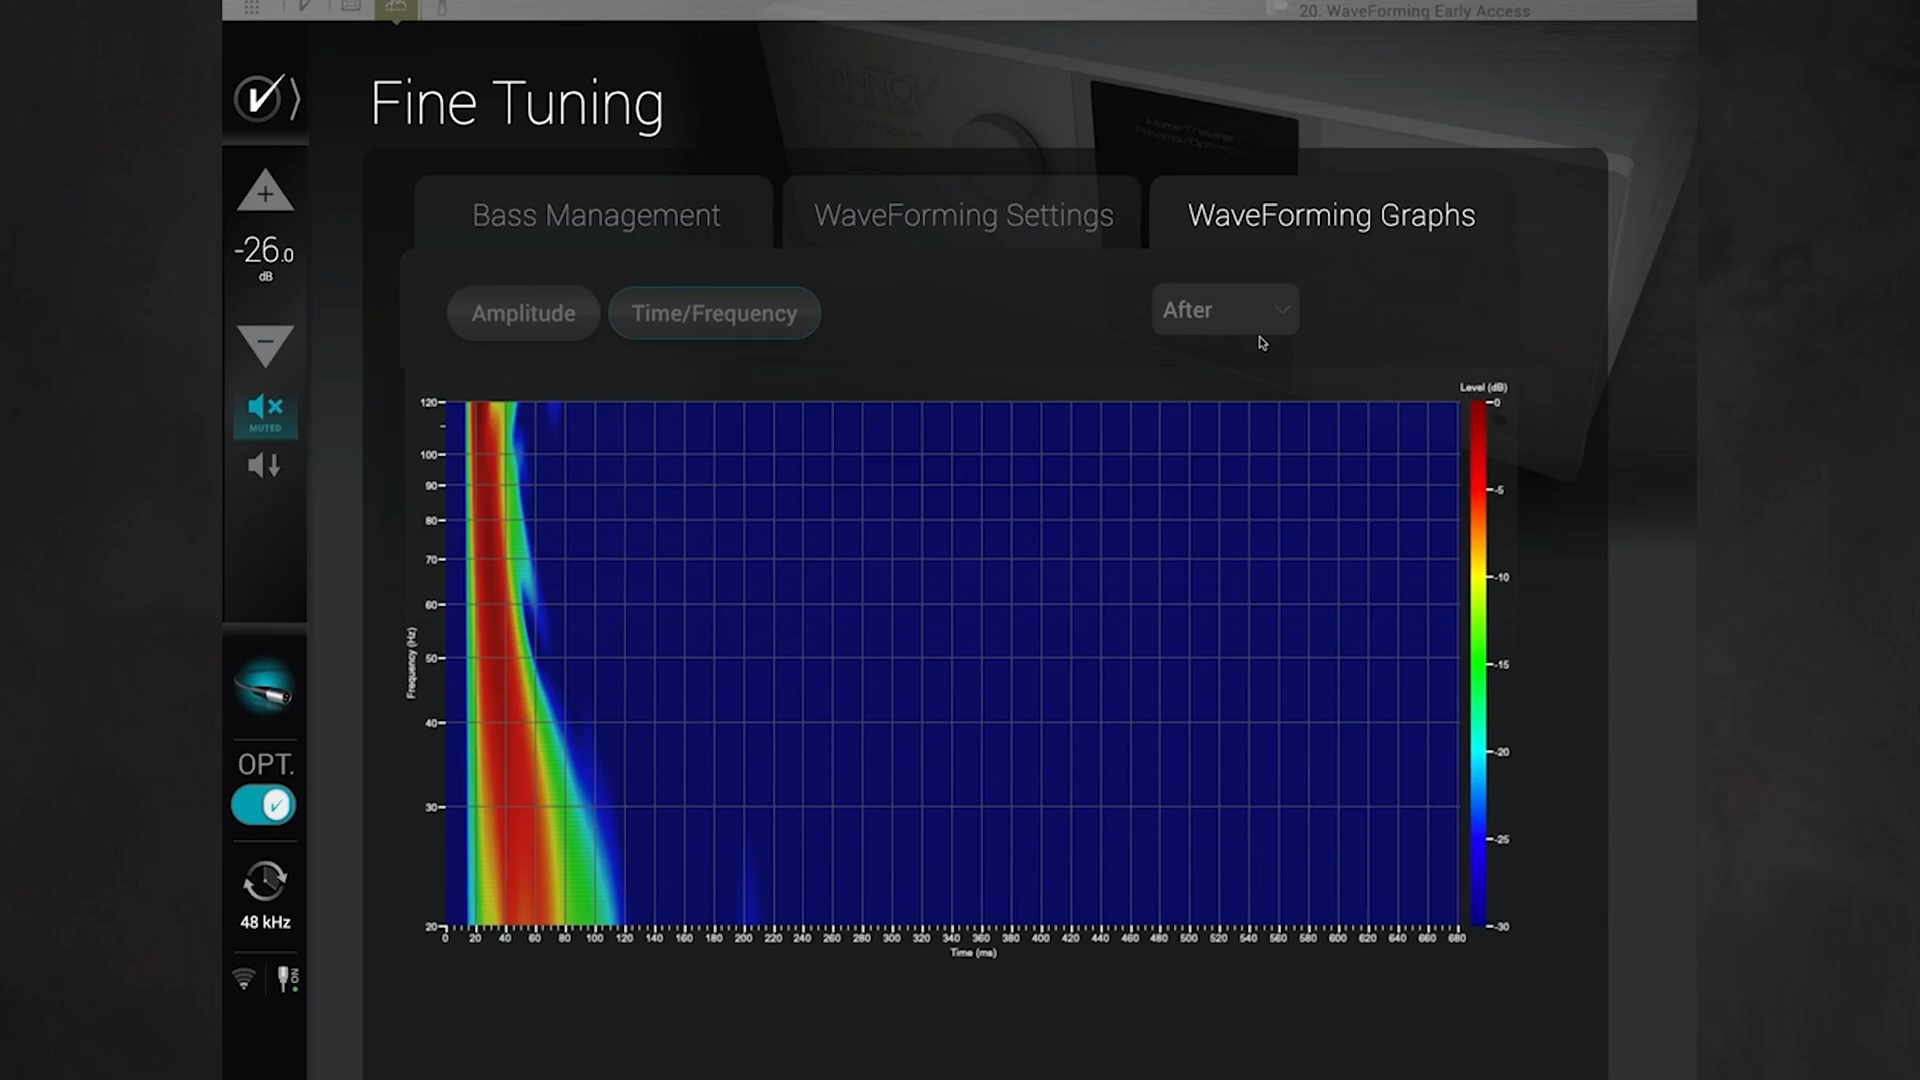 20. WaveForming Early Access
Fine Tuning
Bass Management
WaveForming Settings
WaveForming Graphs
-26.0
dB
Amplitude
Time/Frequency
After
MUTED
Level (dB)
120
100
90
80
70
60
50
40
30
20
Frequency (Hz)
0
-5
-10
-15
-20
-25
-30
0 20 40 60 80 100 120 140 160 180 200 220 240 260 280 300 320 340 360 380 400 420 440 460 480 500 520 540 560 580 600 620 640 660 680
Time (ms)
OPT.
48 kHz
ON